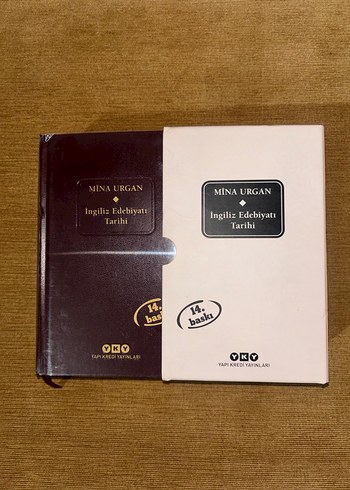 MİNA URGAN
İngiliz Edebiyatı
Tarihi
14.
bas
YKY
YAPI KREDİ YAYINLARI
MİNA URGAN
İngiliz Edebiyatı
Tarihi
14.
baskı
YKY
YAPI KREDİ YAYINLARI